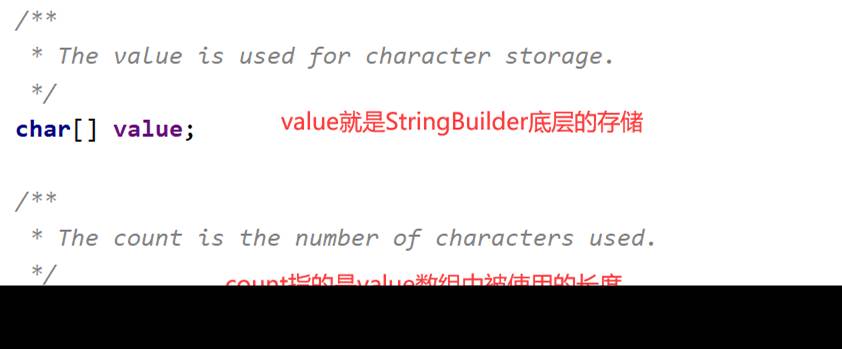 /**
* The value is used for character storage.
*/
char[] value; value就是StringBuilder底层的存储
/**
* The count is the number of characters used.
*/ count指的是value数组中被使用的长度